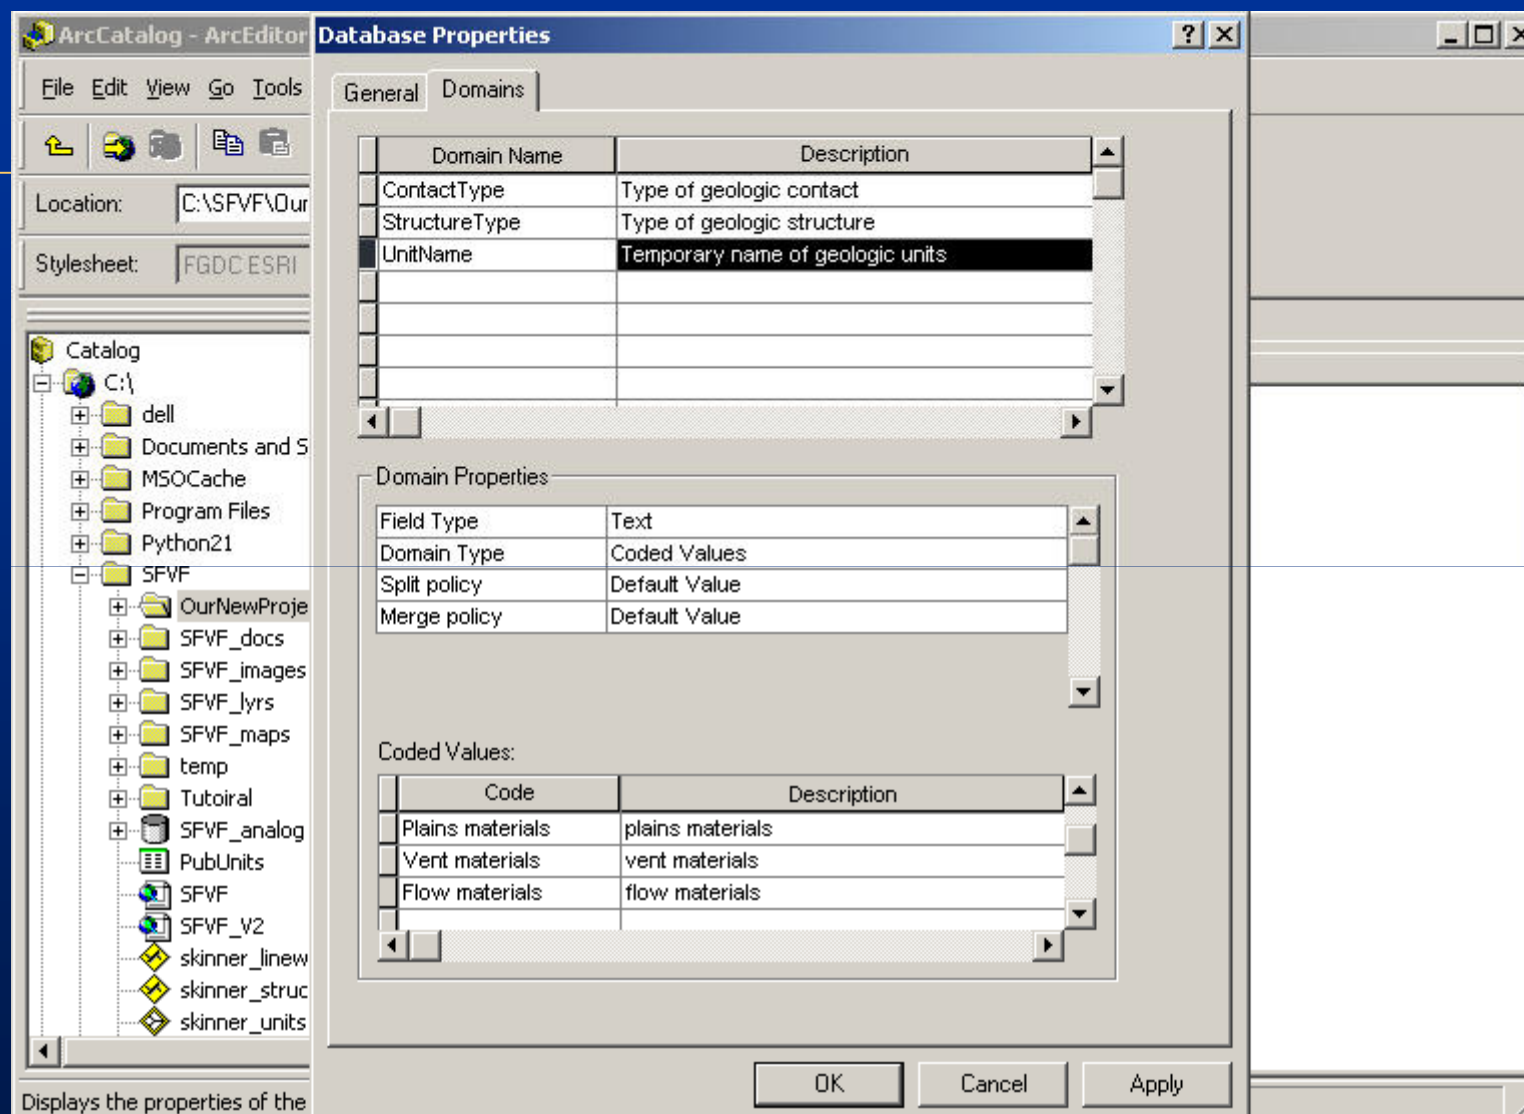 ArcCatalog - ArcEditor
File Edit View Go Tools
Location: C:\SFVF\Our
Stylesheet: FGDC ESRI
Catalog
C:\
dell
Documents and S
MSOCache
Program Files
Python21
SFVF
OurNewProje
SFVF_docs
SFVF_images
SFVF_lyrs
SFVF_maps
temp
Tutoiral
SFVF_analog
PubUnits
SFVF
SFVF_V2
skinner_linew
skinner_struc
skinner_units
Displays the properties of the
Database Properties
General Domains
Domain Name Description
ContactType Type of geologic contact
StructureType Type of geologic structure
UnitName Temporary name of geologic units
Domain Properties
Field Type Text
Domain Type Coded Values
Split policy Default Value
Merge policy Default Value
Coded Values:
Code Description
Plains materials plains materials
Vent materials vent materials
Flow materials flow materials
OK Cancel Apply